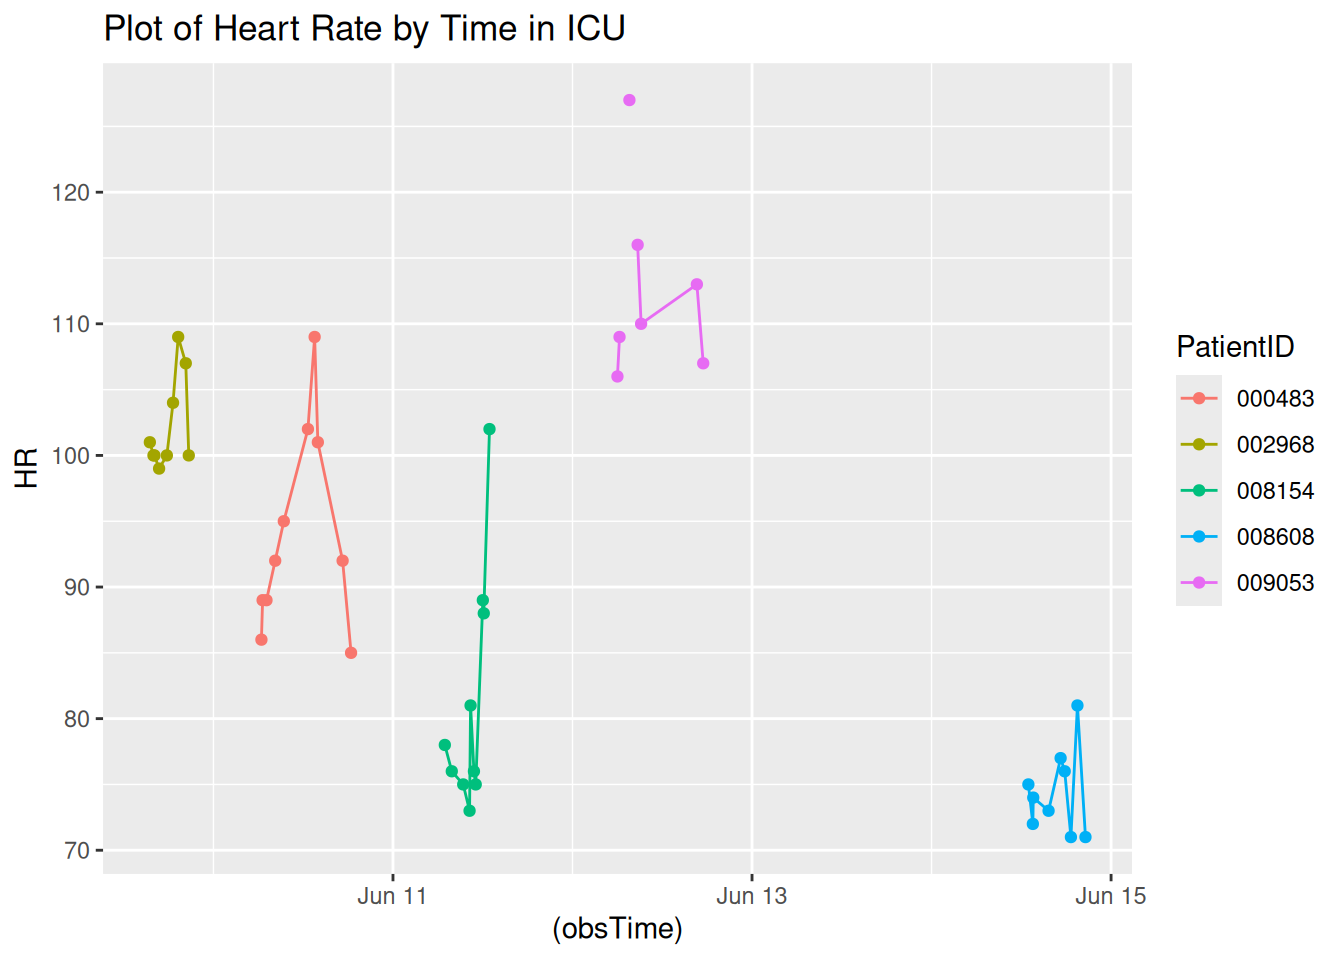 Plot of Heart Rate by Time in ICU
HR
120
110
100
90
80
70
Jun 11
Jun 13
Jun 15
(obsTime)
PatientID
000483
002968
008154
008608
009053